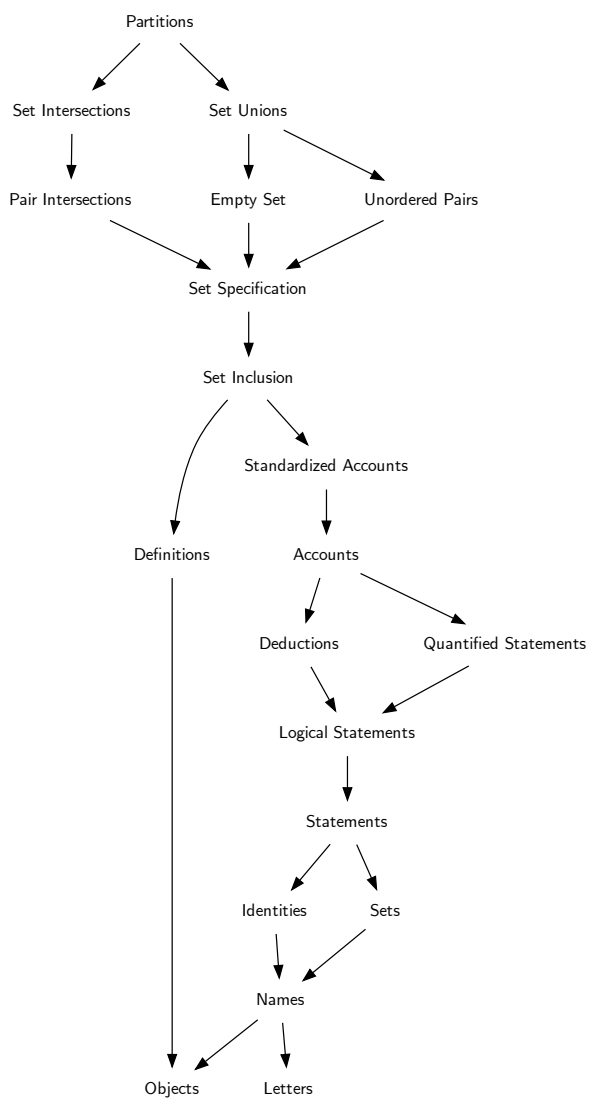 Partitions
Set Intersections
Set Unions
Pair Intersections
Empty Set
Unordered Pairs
Set Specification
Set Inclusion
Standardized Accounts
Definitions
Accounts
Deductions
Quantified Statements
Logical Statements
Statements
Identities
Sets
Names
Objects
Letters